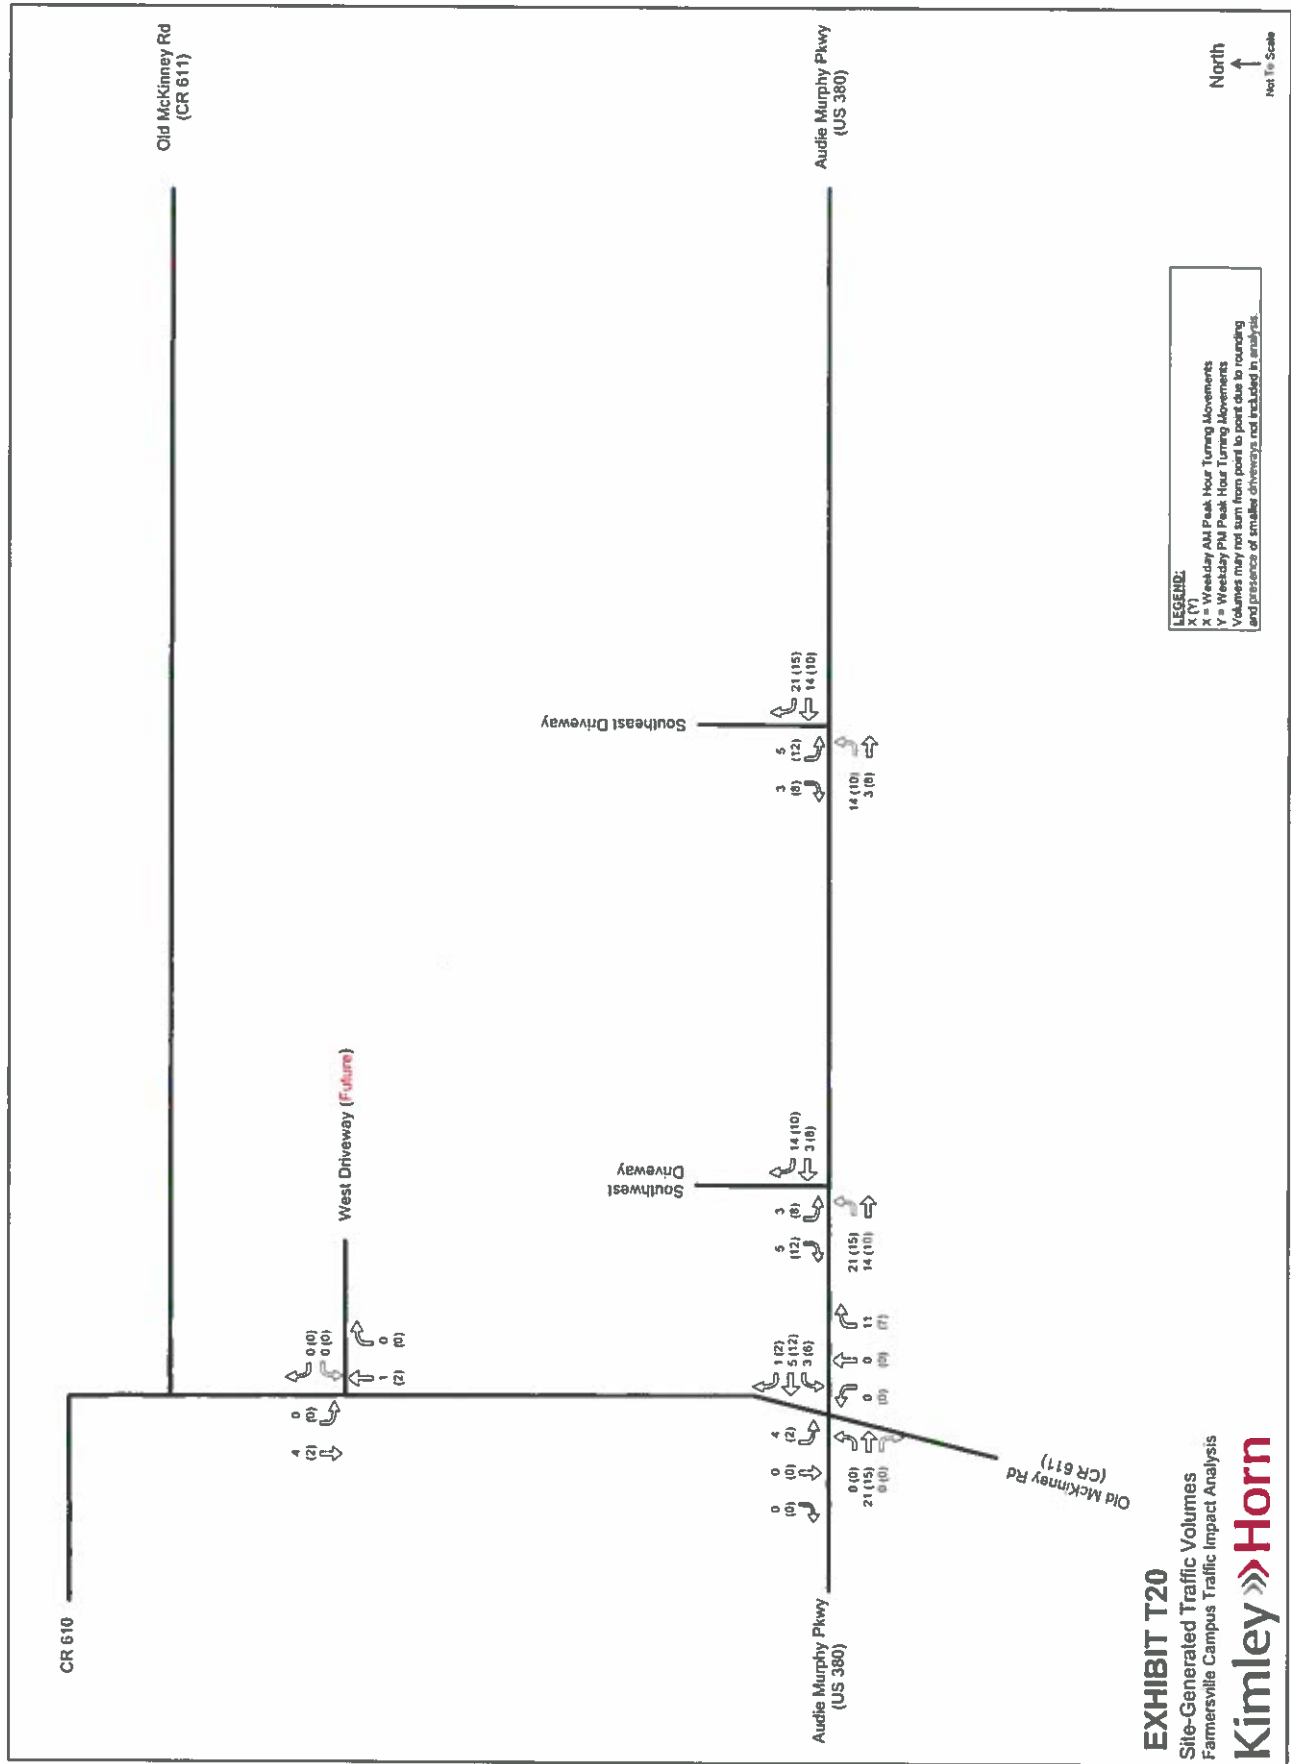 CR 610
Old McKinney Rd
(CR 611)
West Driveway (Future)
0 (0)
0 (0)
4
(2)
0
(0)
1
(2)
0
(0)
Southwest
Driveway
Southeast Driveway
0
(0)
0
(0)
4
(2)
1 (2)
5 (12)
3 (6)
0 (0)
21 (15)
0 (0)
0
(0)
0
(0)
11
(7)
5
(12)
3
(8)
14 (10)
3 (8)
21 (15)
14 (10)
3
(8)
5
(12)
21 (15)
14 (10)
14 (10)
3 (8)
Audie Murphy Pkwy
(US 380)
Audie Murphy Pkwy
(US 380)
Old McKinney Rd
(CR 611)
LEGEND:
X (Y)
X = Weekday AM Peak Hour Turning Movements
Y = Weekday PM Peak Hour Turning Movements
Volumes may not sum from point to point due to rounding
and presence of smaller driveways not included in analysis.
North
Not To Scale
EXHIBIT T20
Site-Generated Traffic Volumes
Farmersville Campus Traffic Impact Analysis
Kimley»Horn